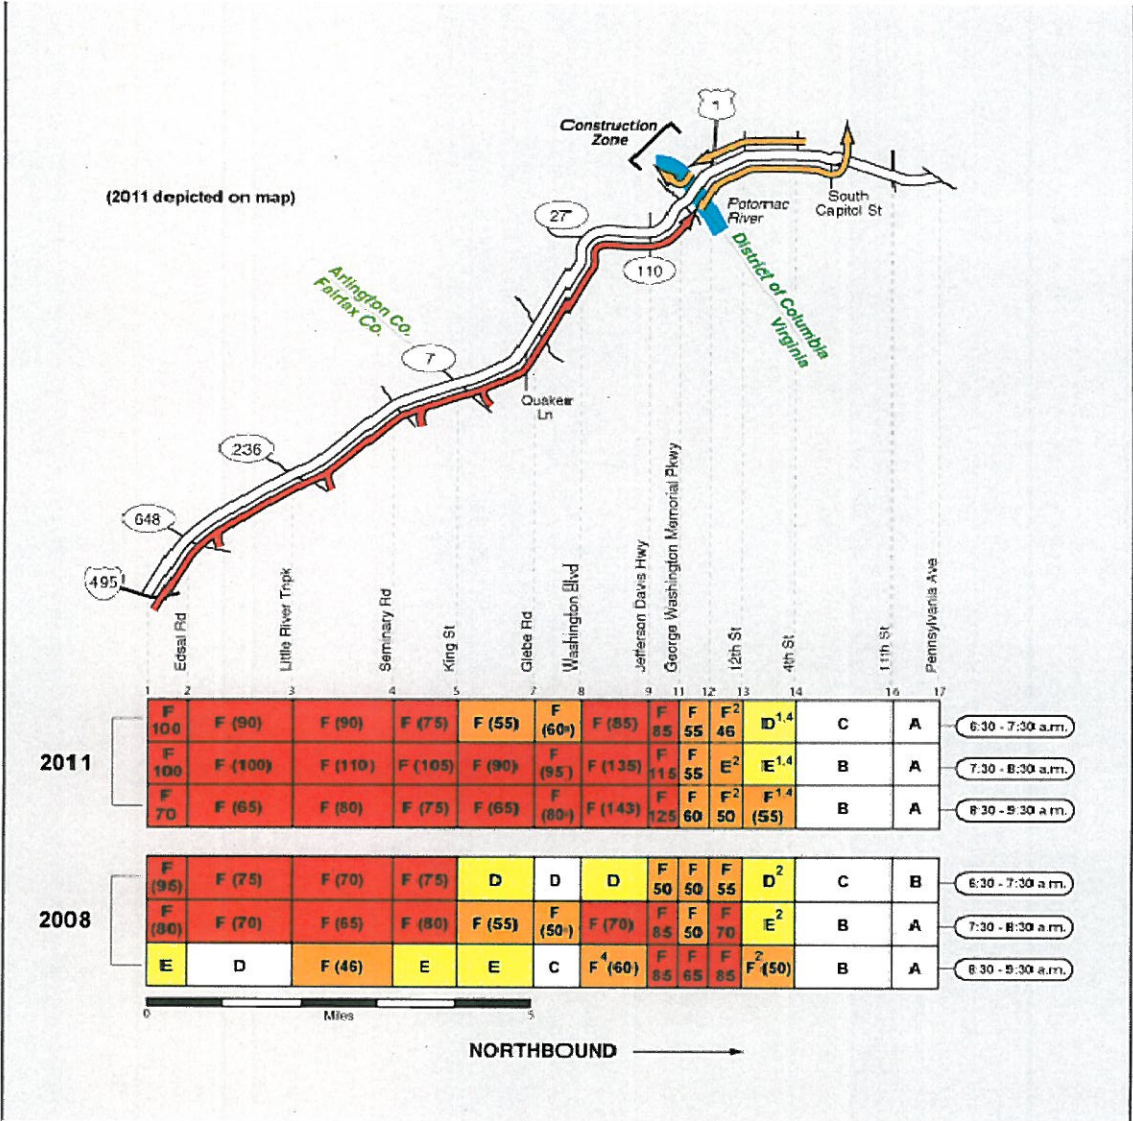 1
Construction
Zone
(2011 depicted on map)
South
Capitol St
Potomac
River
27
110
District of Columbia
Virginia
Arlington Co.
Fairfax Co.
7
Quaker
Ln
236
648
495
Edsal Rd
Little River Tnpk
Seminary Rd
King St
Glebe Rd
Washington Blvd
Jefferson Davis Hwy
George Washington Memorial Pkwy
12th St
4th St
11th St
Pennsylvania Ave
1 2 3 4 5 7 8 9 11 12 13 14 16 17
2011
F 100 F (90) F (90) F (75) F (55) F (60*) F (85) F 85 F 55 F² 46 D¹,⁴ C A 6:30 - 7:30 a.m.
F 100 F (100) F (110) F (105) F (90) F (95) F (135) F 115 F 55 E² E¹,⁴ B A 7:30 - 8:30 a.m.
F 70 F (65) F (80) F (75) F (65) F (80*) F (143) F 125 F 60 F² 50 F¹,⁴ (55) B A 8:30 - 9:30 a.m.
2008
F (95) F (75) F (70) F (75) D D D F 50 F 50 F 55 D² C B 6:30 - 7:30 a.m.
F (80) F (70) F (65) F (80) F (55) F (50*) F (70) F 85 F 50 F 70 E² B A 7:30 - 8:30 a.m.
E D F (46) E E C F⁴ (60) F 85 F 65 F 85 F² (50) B A 8:30 - 9:30 a.m.
0 Miles 5
NORTHBOUND